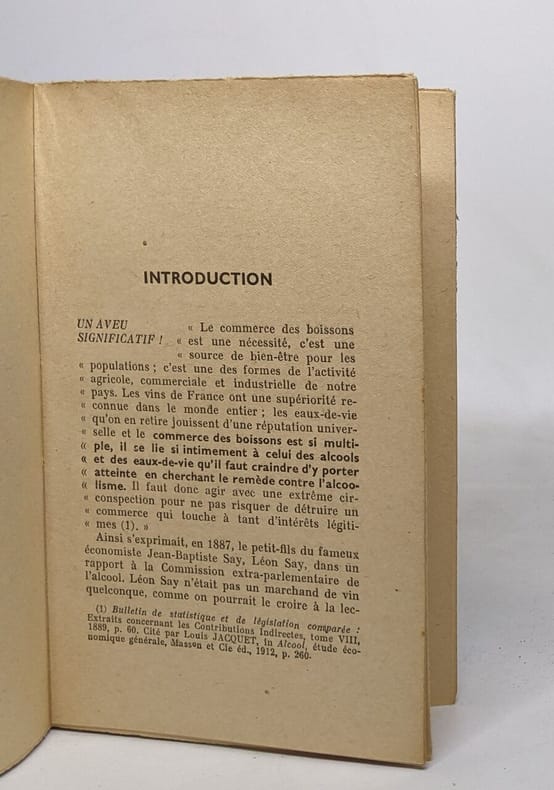 INTRODUCTION
UN AVEU
SIGNIFICATIF !
« Le commerce des boissons
« est une nécessité, c'est une
« source de bien-être pour les
« populations ; c'est une des formes de l'activité
« agricole, commerciale et industrielle de notre
« pays. Les vins de France ont une supériorité re-
« connue dans le monde entier ; les eaux-de-vie
« qu'on en retire jouissent d'une réputation univer-
« selle et le commerce des boissons est si multi-
« ple, il se lie si intimement à celui des alcools
« et des eaux-de-vie qu'il faut craindre d'y porter
« atteinte en cherchant le remède contre l'alcoo-
« lisme. Il faut donc agir avec une extrême cir-
« conspection pour ne pas risquer de détruire un
« commerce qui touche à tant d'intérêts légiti-
« mes (1). »
Ainsi s'exprimait, en 1887, le petit-fils du fameux
économiste Jean-Baptiste Say, Léon Say, dans un
rapport à la Commission extra-parlementaire de
l'alcool. Léon Say n'était pas un marchand de vin
quelconque, comme on pourrait le croire à la lec-
(1) Bulletin de statistique et de législation comparée :
Extraits concernant les Contributions Indirectes, tome VIII,
1889, p. 60. Cité par Louis JACQUET, in Alcool, étude éco-
nomique générale, Masson et Cie éd., 1912, p. 260.